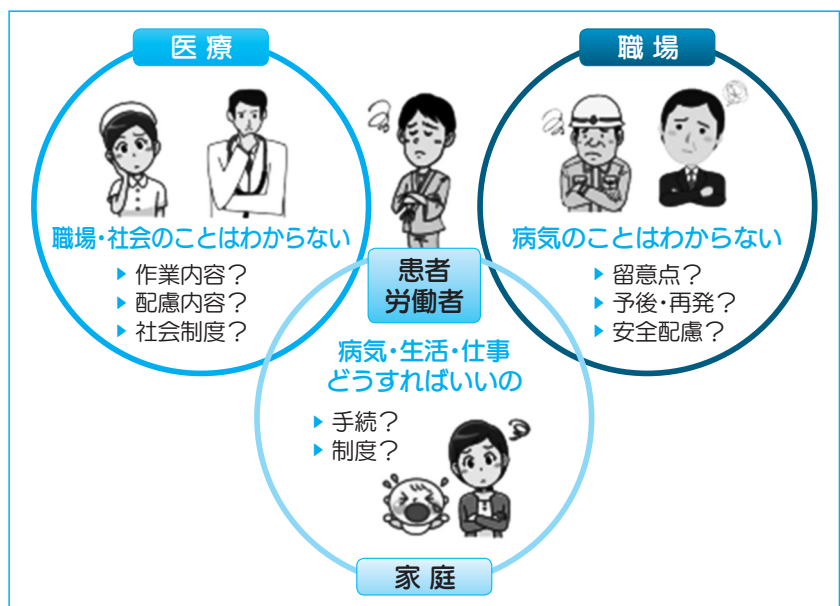 医療
職場・社会のことはわからない
▶ 作業内容？
▶ 配慮内容？
▶ 社会制度？
職場
病気のことはわからない
▶ 留意点？
▶ 予後・再発？
▶ 安全配慮？
患者
労働者
病気・生活・仕事
どうすればいいの
▶ 手続？
▶ 制度？
家庭